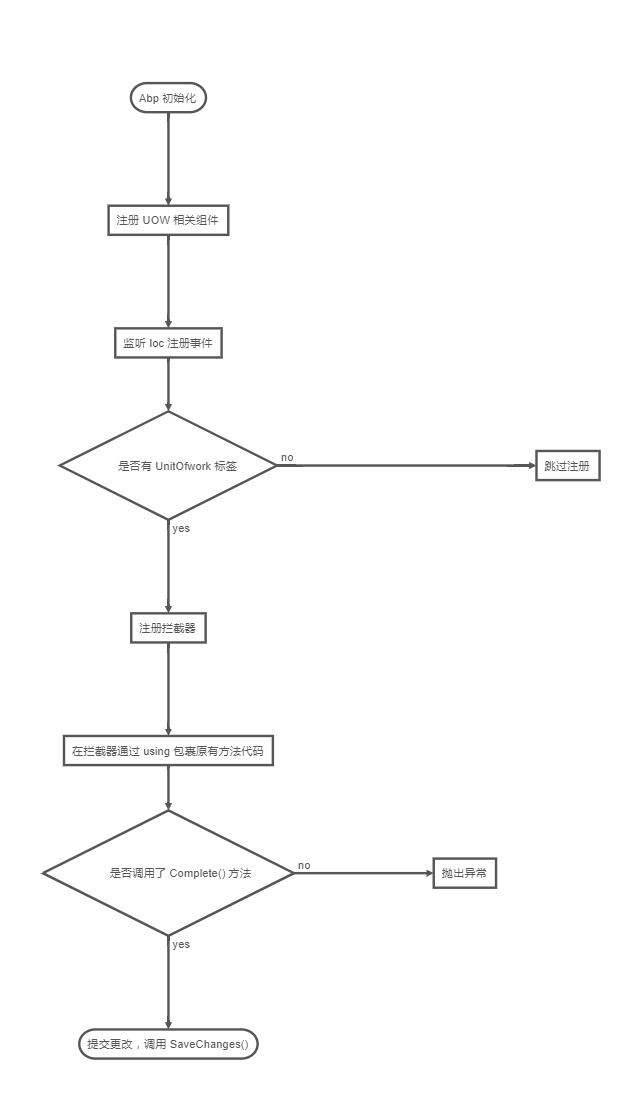 Abp 初始化
注册 UOW 相关组件
监听 Ioc 注册事件
是否有 UnitOfwork 标签
no
跳过注册
yes
注册拦截器
在拦截器通过 using 包裹原有方法代码
是否调用了 Complete() 方法
no
抛出异常
yes
提交更改，调用 SaveChanges()